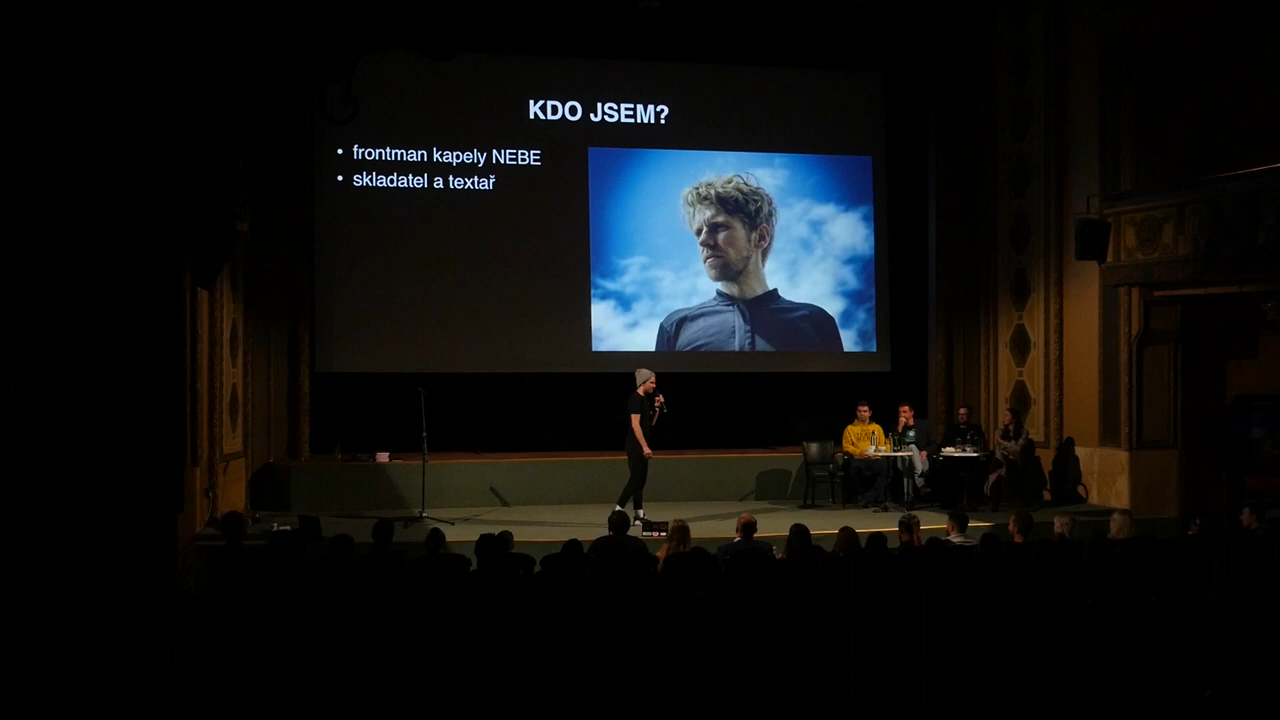 KDO JSEM?
• frontman kapely NEBE
• skladatel a textař